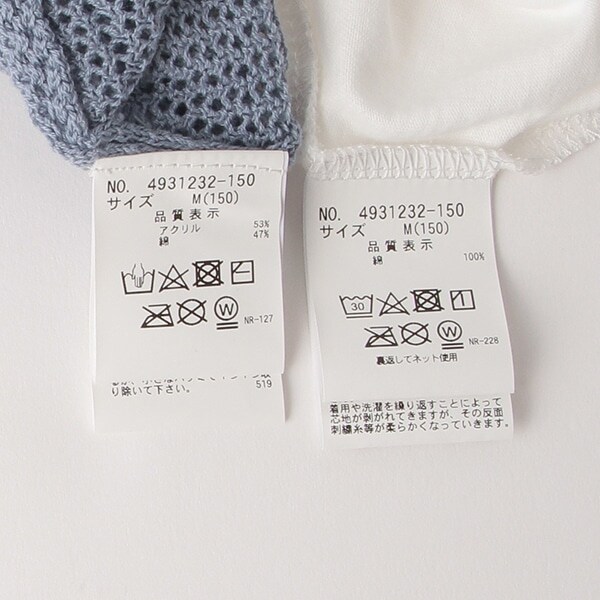 NO. 4931232-150
サイズ M(150)
品質表示
アクリル 53%
綿 47%
W
NR-127
り除いて下さい。 519
NO. 4931232-150
サイズ M(150)
品質表示
綿 100%
30
W
NR-228
裏返してネット使用
着用や洗濯を繰り返すことによって
芯地が剥がれてきますが、その反面
刺繍糸等が柔らかくなっていきます。